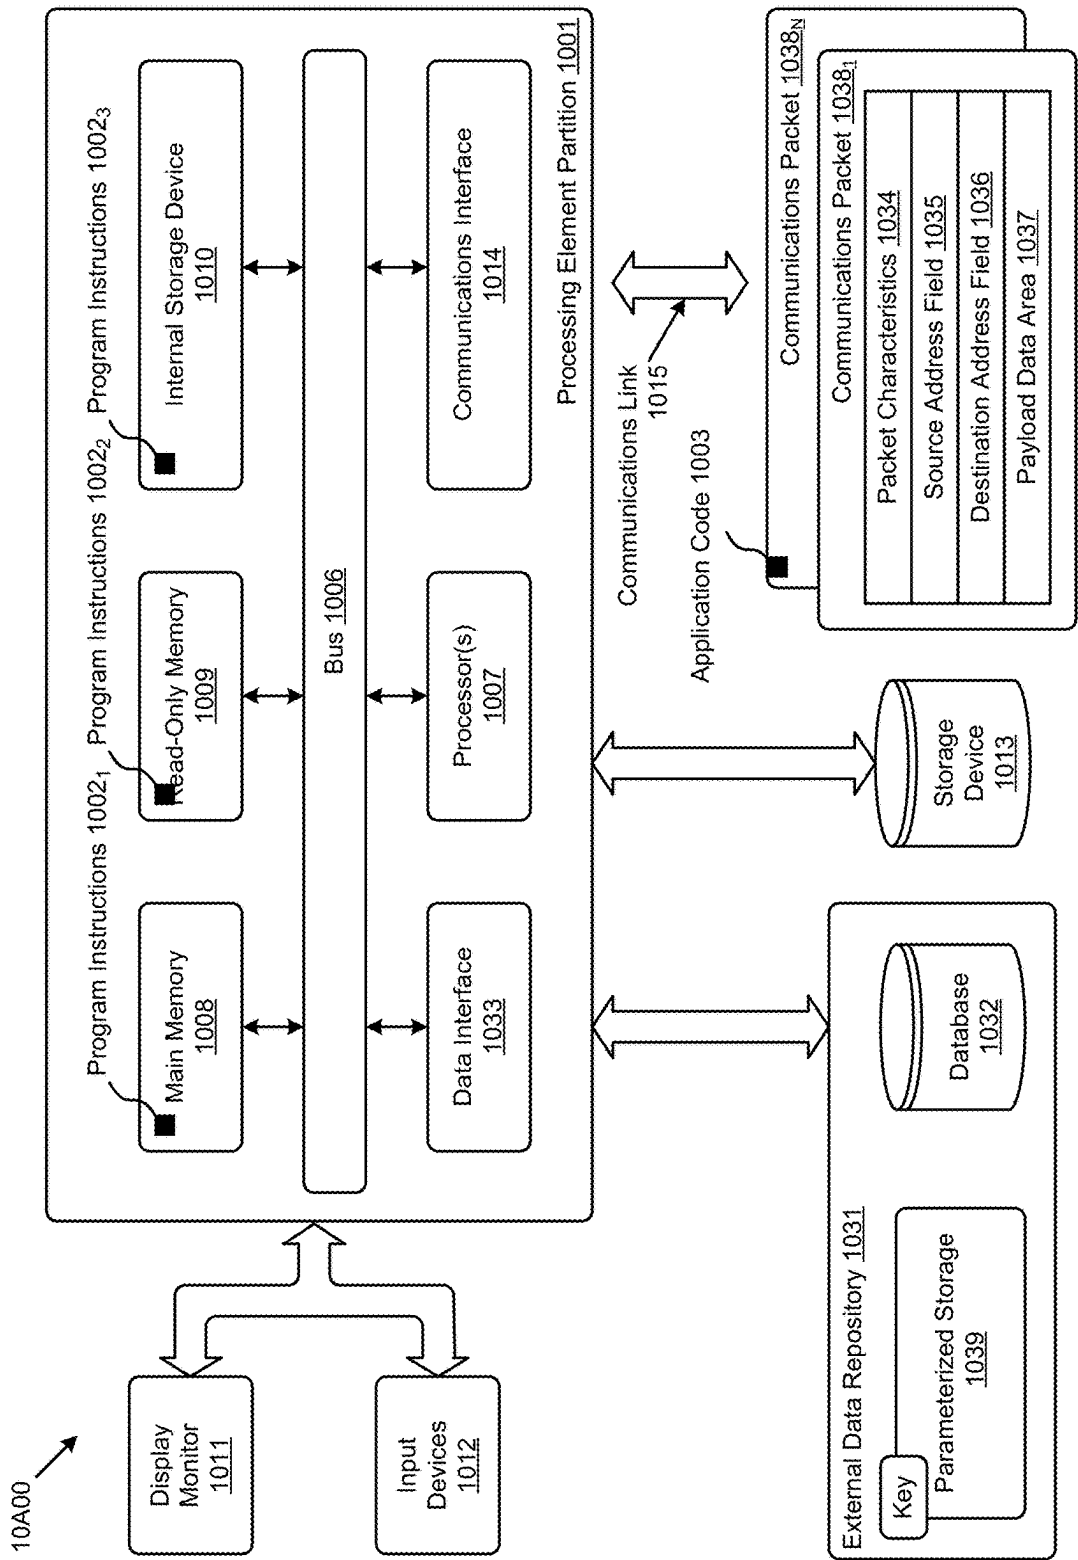 10A00
Program Instructions 1002₁
Program Instructions 1002₂
Program Instructions 1002₃
Main Memory
1008
Read-Only Memory
1009
Internal Storage Device
1010
Display
Monitor
1011
Bus 1006
Input
Devices
1012
Data Interface
1033
Processor(s)
1007
Communications Interface
1014
Processing Element Partition 1001
Communications Link
1015
Application Code 1003
External Data Repository 1031
Key
Parameterized Storage
1039
Database
1032
Storage
Device
1013
Communications Packet 1038N
Communications Packet 1038₁
Packet Characteristics 1034
Source Address Field 1035
Destination Address Field 1036
Payload Data Area 1037